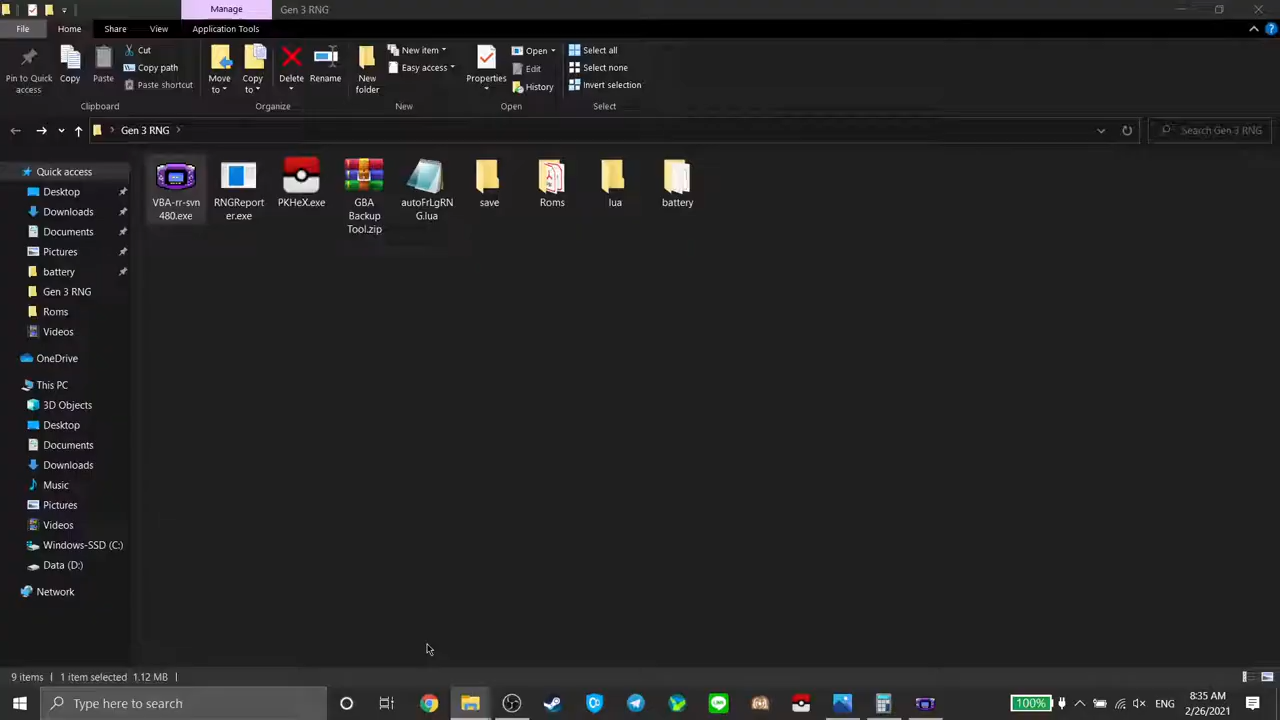 Manage
Gen 3 RNG
File
Home
Share
View
Application Tools
Pin to Quick
access
Copy
Paste
Cut
Copy path
Paste shortcut
Clipboard
Move
to
Copy
to
Delete
Rename
Organize
New
folder
New item
Easy access
New
Properties
Open
Edit
History
Open
Select all
Select none
Invert selection
Select
Gen 3 RNG
Search Gen 3 RNG
Quick access
Desktop
Downloads
Documents
Pictures
battery
Gen 3 RNG
Roms
Videos
OneDrive
This PC
3D Objects
Desktop
Documents
Downloads
Music
Pictures
Videos
Windows-SSD (C:)
Data (D:)
Network
VBA-rr-svn
480.exe
RNGReport
er.exe
PKHeX.exe
GBA
Backup
Tool.zip
autoFrLgRN
G.lua
save
Roms
lua
battery
9 items
1 item selected 1.12 MB
Type here to search
100%
ENG
8:35 AM
2/26/2021